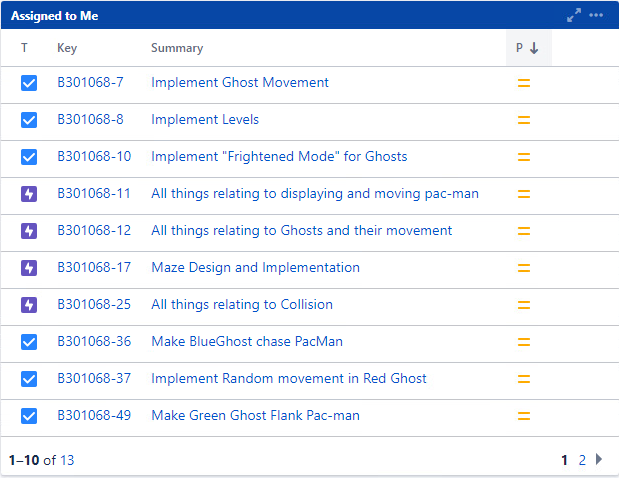 Assigned to Me
T Key Summary P
B301068-7 Implement Ghost Movement
B301068-8 Implement Levels
B301068-10 Implement "Frightened Mode" for Ghosts
B301068-11 All things relating to displaying and moving pac-man
B301068-12 All things relating to Ghosts and their movement
B301068-17 Maze Design and Implementation
B301068-25 All things relating to Collision
B301068-36 Make BlueGhost chase PacMan
B301068-37 Implement Random movement in Red Ghost
B301068-49 Make Green Ghost Flank Pac-man
1–10 of 13 1 2